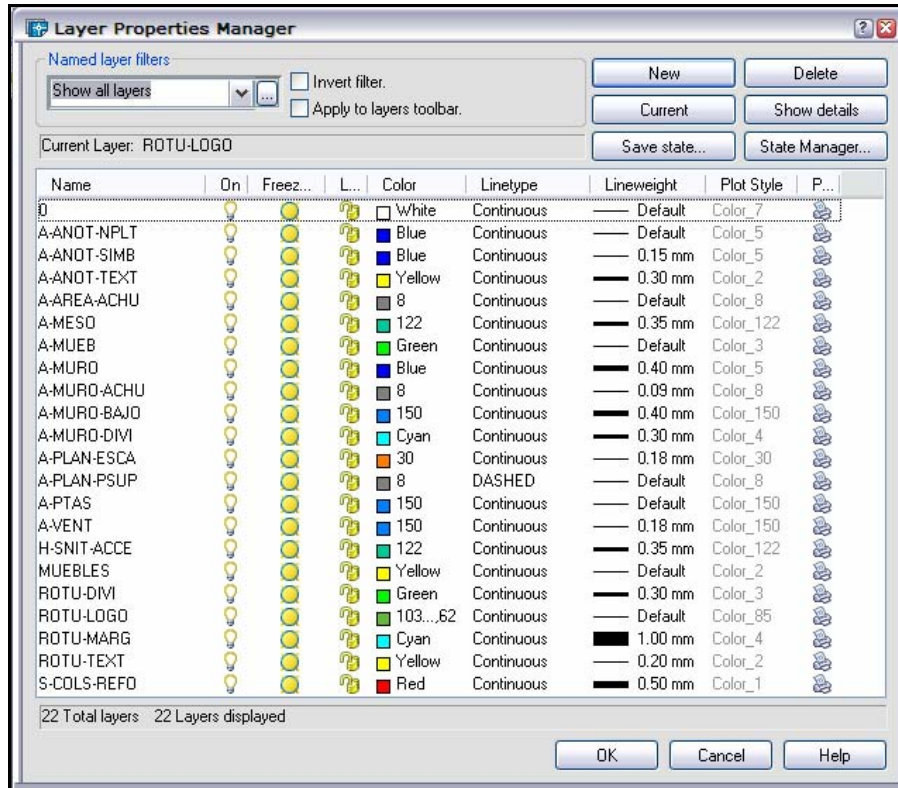 Layer Properties Manager
Named layer filters
Show all layers
...
Invert filter.
Apply to layers toolbar.
New Delete
Current Show details
Save state... State Manager...
Current Layer: ROTU-LOGO
Name On Freez... L... Color Linetype Lineweight Plot Style P...
0 White Continuous Default Color_7
A-ANOT-NPLT Blue Continuous Default Color_5
A-ANOT-SIMB Blue Continuous 0.15 mm Color_5
A-ANOT-TEXT Yellow Continuous 0.30 mm Color_2
A-AREA-ACHU 8 Continuous Default Color_8
A-MESO 122 Continuous 0.35 mm Color_122
A-MUEB Green Continuous Default Color_3
A-MURO Blue Continuous 0.40 mm Color_5
A-MURO-ACHU 8 Continuous 0.09 mm Color_8
A-MURO-BAJO 150 Continuous 0.40 mm Color_150
A-MURO-DIVI Cyan Continuous 0.30 mm Color_4
A-PLAN-ESCA 30 Continuous 0.18 mm Color_30
A-PLAN-PSUP 8 DASHED Default Color_8
A-PTAS 150 Continuous Default Color_150
A-VENT 150 Continuous 0.18 mm Color_150
H-SNIT-ACCE 122 Continuous 0.35 mm Color_122
MUEBLES Yellow Continuous Default Color_2
ROTU-DIVI Green Continuous 0.30 mm Color_3
ROTU-LOGO 103...,62 Continuous Default Color_85
ROTU-MARG Cyan Continuous 1.00 mm Color_4
ROTU-TEXT Yellow Continuous 0.20 mm Color_2
S-COLS-REFO Red Continuous 0.50 mm Color_1
22 Total layers 22 Layers displayed
OK Cancel Help